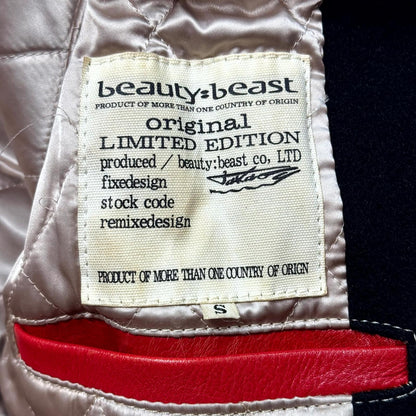 beauty:beast
PRODUCT OF MORE THAN ONE COUNTRY OF ORIGIN
original
LIMITED EDITION
produced / beauty:beast co, LTD
fixedesign
stock code
remixedesign
PRODUCT OF MORE THAN ONE COUNTRY OF ORIGIN
S